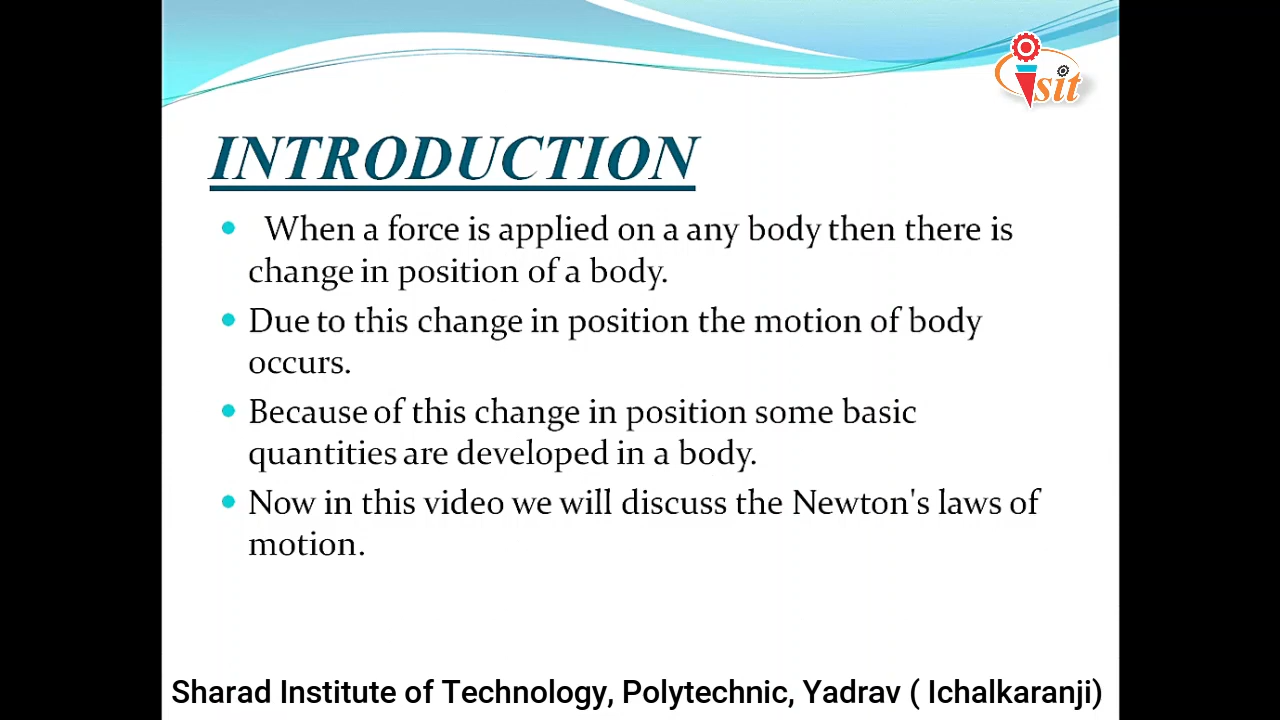 sit
INTRODUCTION
When a force is applied on a any body then there is
change in position of a body.
Due to this change in position the motion of body
occurs.
Because of this change in position some basic
quantities are developed in a body.
Now in this video we will discuss the Newton's laws of
motion.
Sharad Institute of Technology, Polytechnic, Yadrav ( Ichalkaranji)